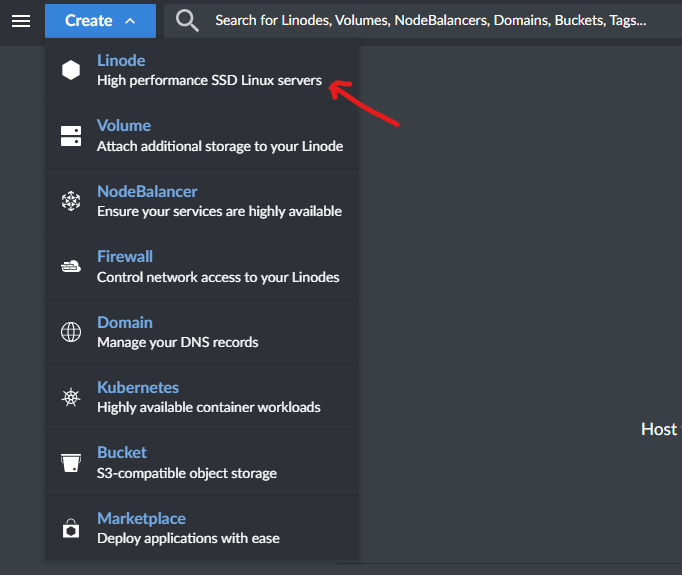 Create
Search for Linodes, Volumes, NodeBalancers, Domains, Buckets, Tags...
Linode
High performance SSD Linux servers
Volume
Attach additional storage to your Linode
NodeBalancer
Ensure your services are highly available
Firewall
Control network access to your Linodes
Domain
Manage your DNS records
Kubernetes
Highly available container workloads
Host
Bucket
S3-compatible object storage
Marketplace
Deploy applications with ease